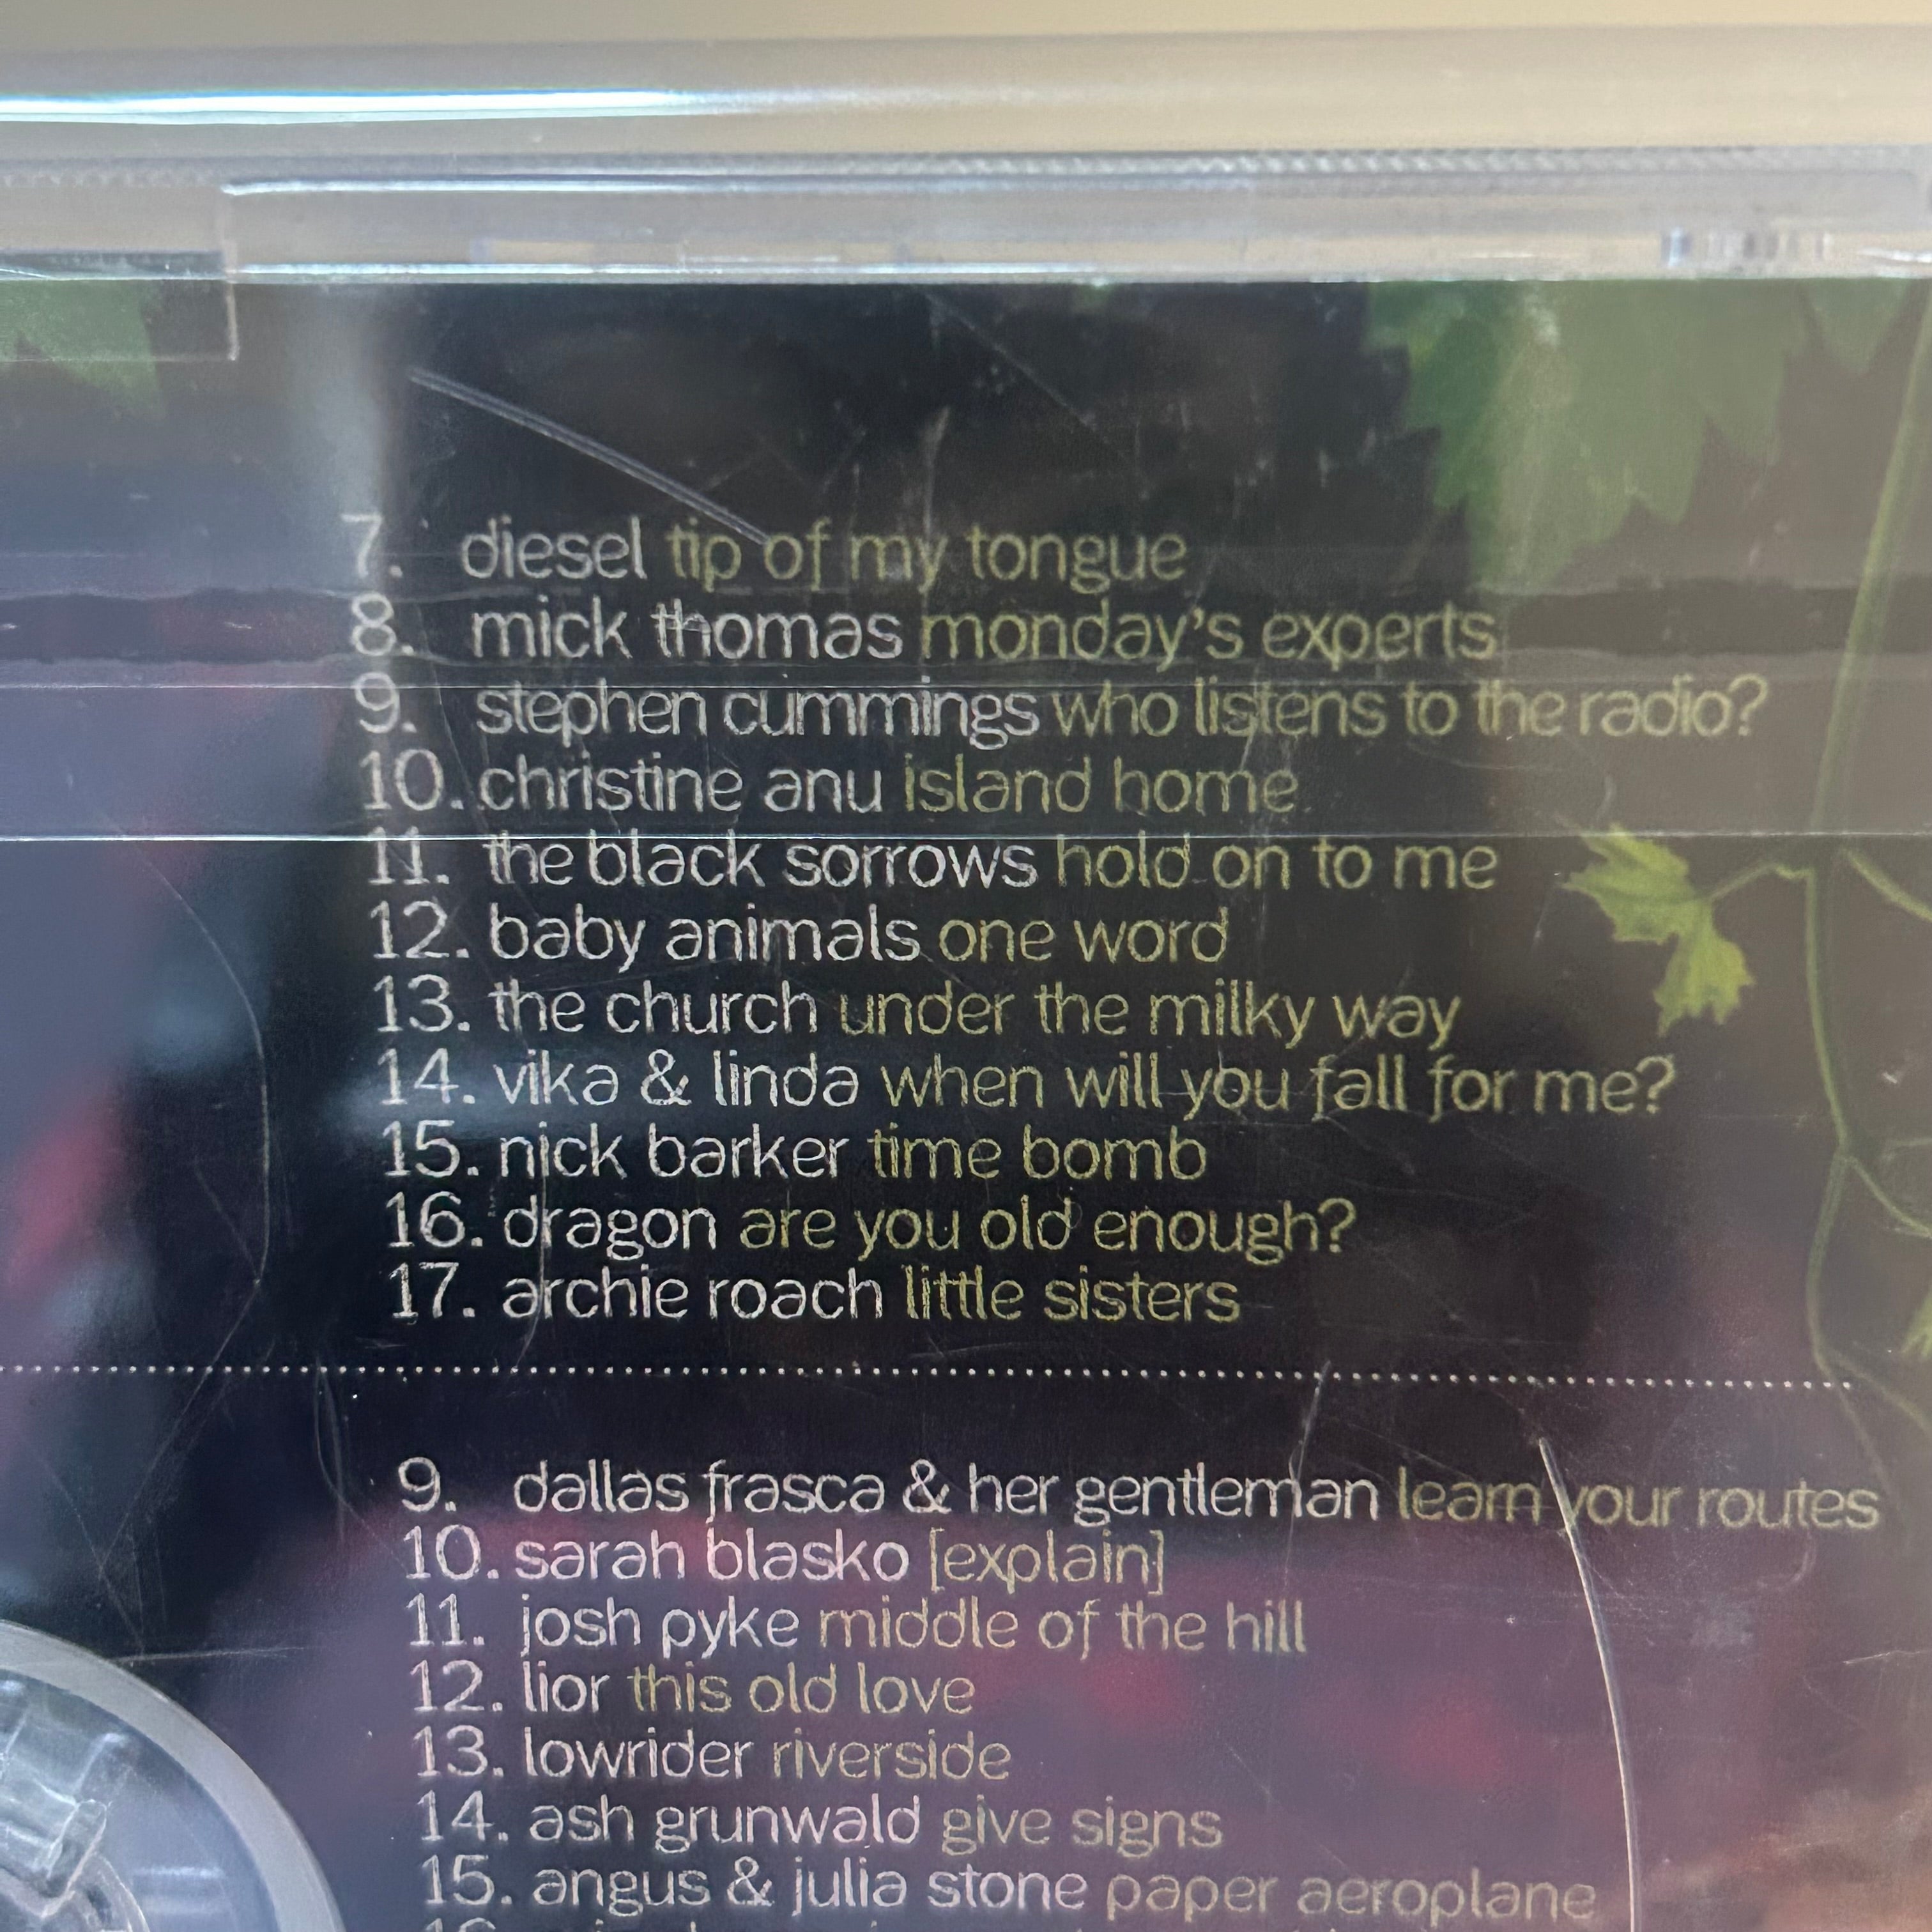 7. diesel tip of my tongue
8. mick thomas monday's experts
9. stephen cummings who listens to the radio?
10. christine anu island home
11. the black sorrows hold on to me
12. baby animals one word
13. the church under the milky way
14. vika & linda when will you fall for me?
15. nick barker time bomb
16. dragon are you old enough?
17. archie roach little sisters
9. dallas frasca & her gentleman learn your routes
10. sarah blasko [explain]
11. josh pyke middle of the hill
12. lior this old love
13. lowrider riverside
14. ash grunwald give signs
15. angus & julia stone paper aeroplane